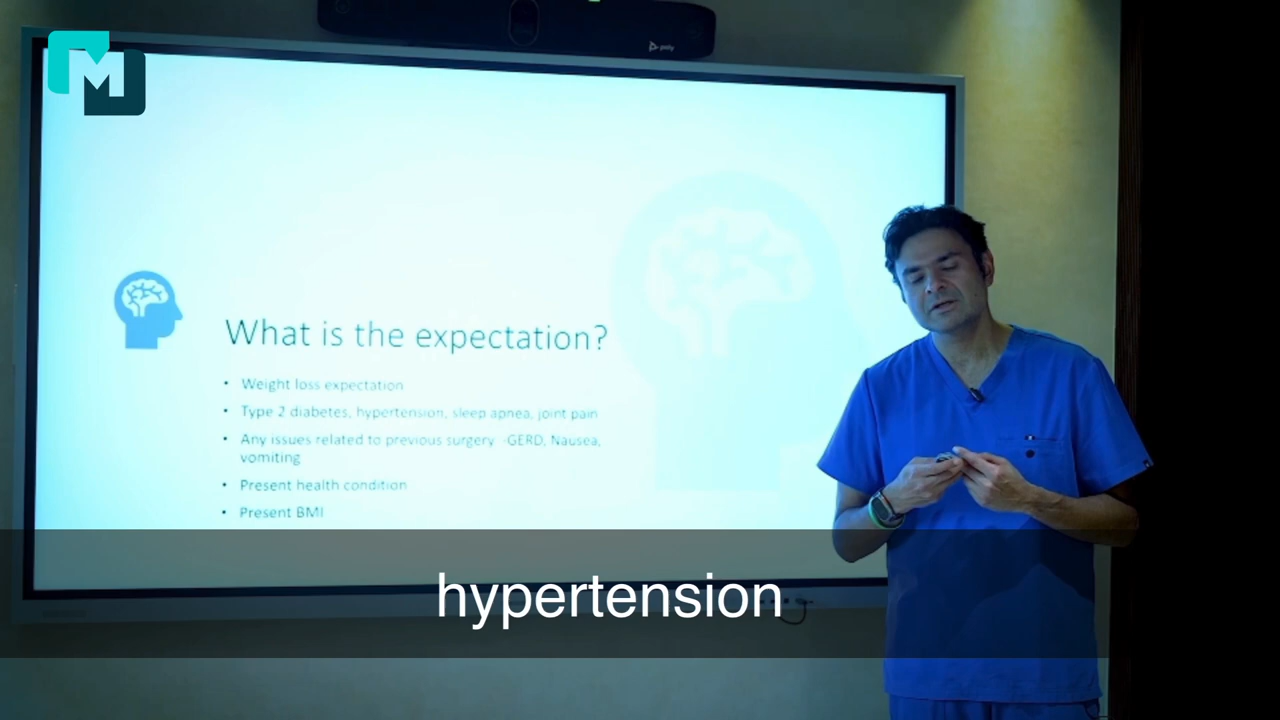 poly
M
What is the expectation?
• Weight loss expectation
• Type 2 diabetes, hypertension, sleep apnea, joint pain
• Any issues related to previous surgery -GERD, Nausea,
vomiting
• Present health condition
• Present BMI
hypertension